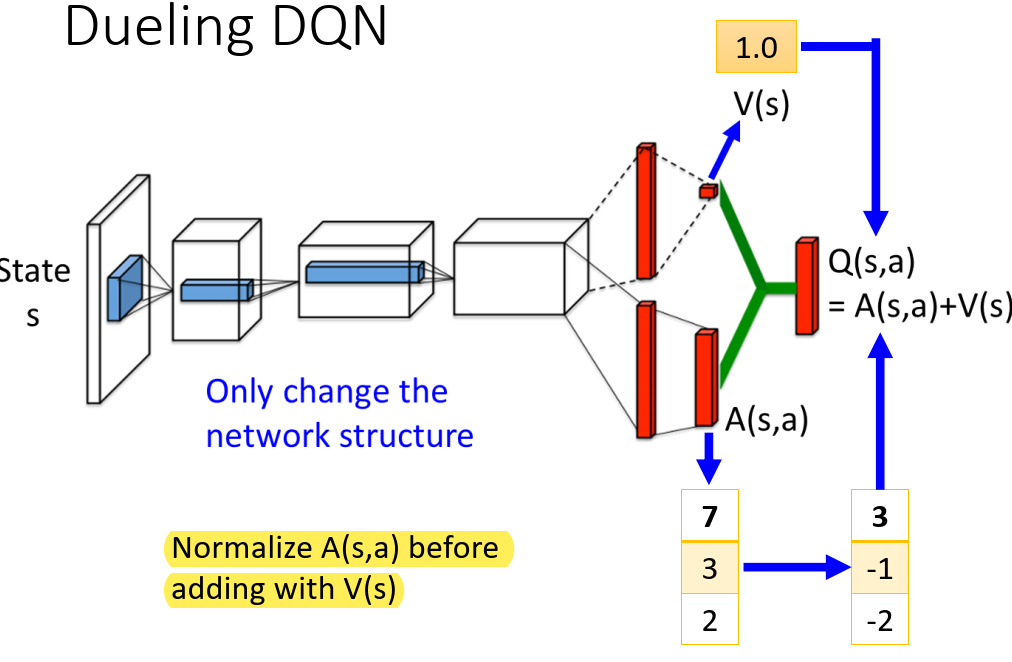 Dueling DQN
1.0
V(s)
State
s
Q(s,a)
= A(s,a)+V(s)
Only change the
network structure
A(s,a)
Normalize A(s,a) before
adding with V(s)
7
3
2
3
-1
-2